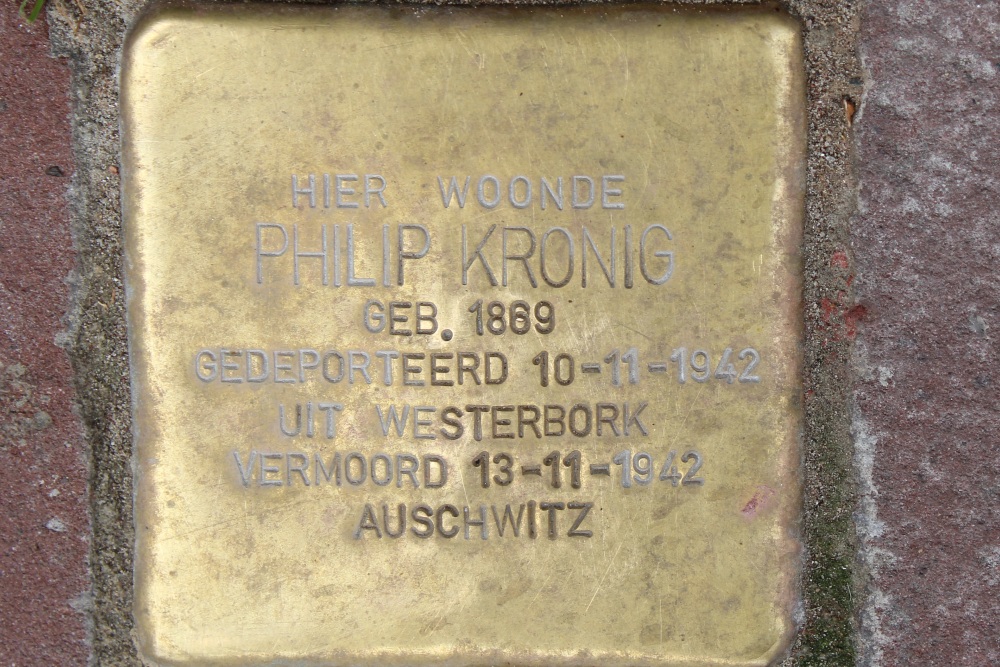 HIER WOONDE
PHILIP KRONIG
GEB. 1869
GEDEPORTEERD 10-11-1942
UIT WESTERBORK
VERMOORD 13-11-1942
AUSCHWITZ